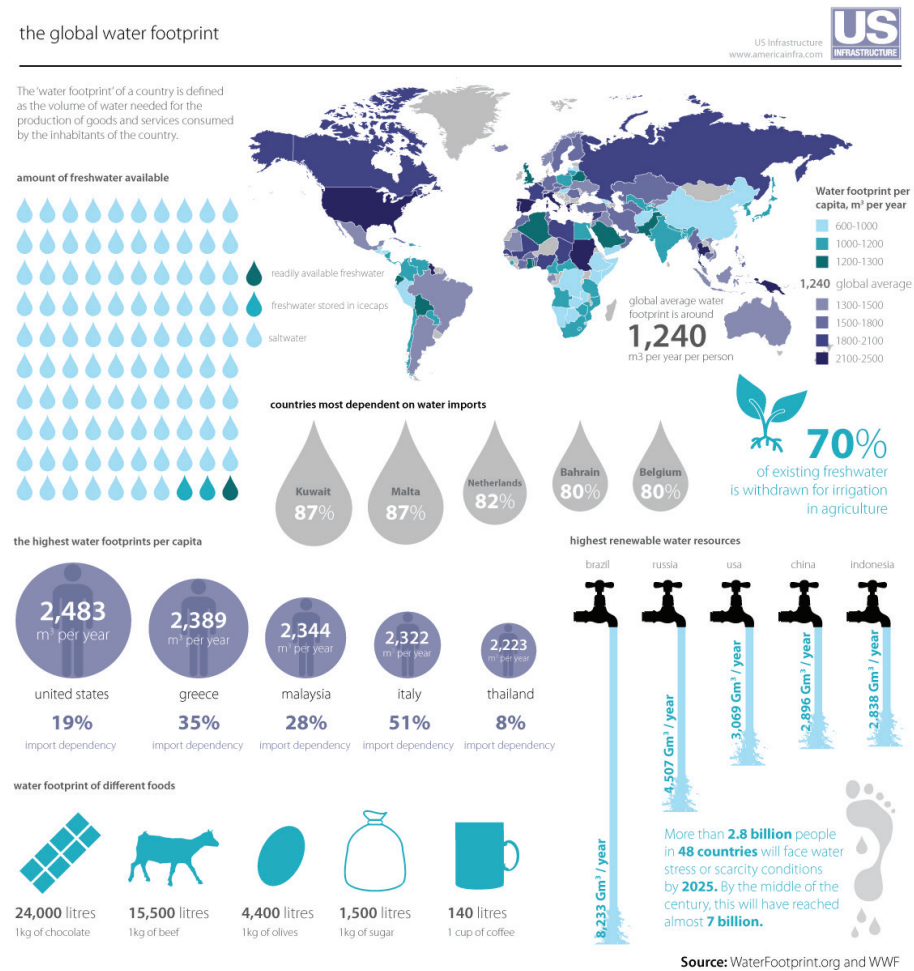 the global water footprint
US Infrastructure
www.americainfra.com
US
INFRASTRUCTURE
The 'water footprint' of a country is defined
as the volume of water needed for the
production of goods and services consumed
by the inhabitants of the country.
amount of freshwater available
readily available freshwater
freshwater stored in icecaps
saltwater
Water footprint per
capita, m³ per year
600-1000
1000-1200
1200-1300
1,240 global average
1300-1500
1500-1800
1800-2100
2100-2500
global average water
footprint is around
1,240
m3 per year per person
countries most dependent on water imports
Kuwait
87%
Malta
87%
Netherlands
82%
Bahrain
80%
Belgium
80%
70%
of existing freshwater
is withdrawn for irrigation
in agriculture
the highest water footprints per capita
2,483
m³ per year
united states
19%
import dependency
2,389
m³ per year
greece
35%
import dependency
2,344
m³ per year
malaysia
28%
import dependency
2,322
m³ per year
italy
51%
import dependency
2,223
m³ per year
thailand
8%
import dependency
highest renewable water resources
brazil
8,233 Gm³ / year
russia
4,507 Gm³ / year
usa
3,069 Gm³ / year
china
2,896 Gm³ / year
indonesia
2,838 Gm³ / year
water footprint of different foods
24,000 litres
1kg of chocolate
15,500 litres
1kg of beef
4,400 litres
1kg of olives
1,500 litres
1kg of sugar
140 litres
1 cup of coffee
More than 2.8 billion people
in 48 countries will face water
stress or scarcity conditions
by 2025. By the middle of the
century, this will have reached
almost 7 billion.
Source: WaterFootprint.org and WWF